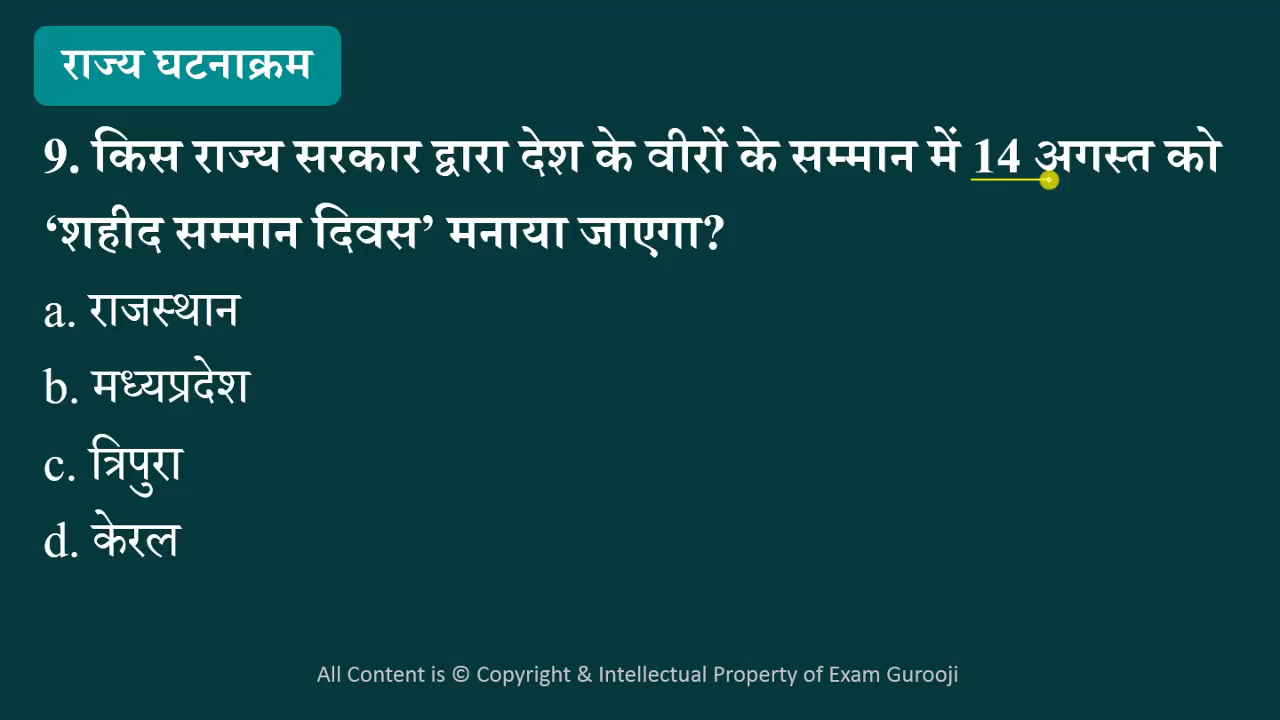 राज्य घटनाक्रम
9. किस राज्य सरकार द्वारा देश के वीरों के सम्मान में 14 अगस्त को
‘शहीद सम्मान दिवस’ मनाया जाएगा?
a. राजस्थान
b. मध्यप्रदेश
c. त्रिपुरा
d. केरल
All Content is © Copyright & Intellectual Property of Exam Gurooji